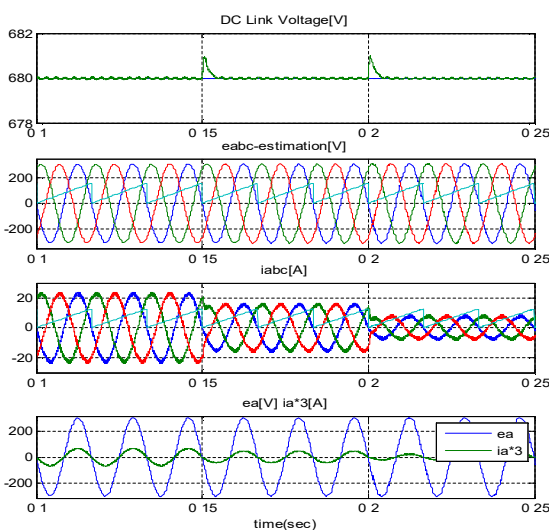 DC Link Voltage[V]
682
680
678
0 1 0 15 0 2 0 25
eabc-estimation[V]
200
0
-200
0 1 0 15 0 2 0 25
iabc[A]
20
0
-20
0 1 0 15 0 2 0 25
ea[V] ia*3[A]
200
0
-200
ea
ia*3
0 1 0 15 0 2 0 25
time(sec)